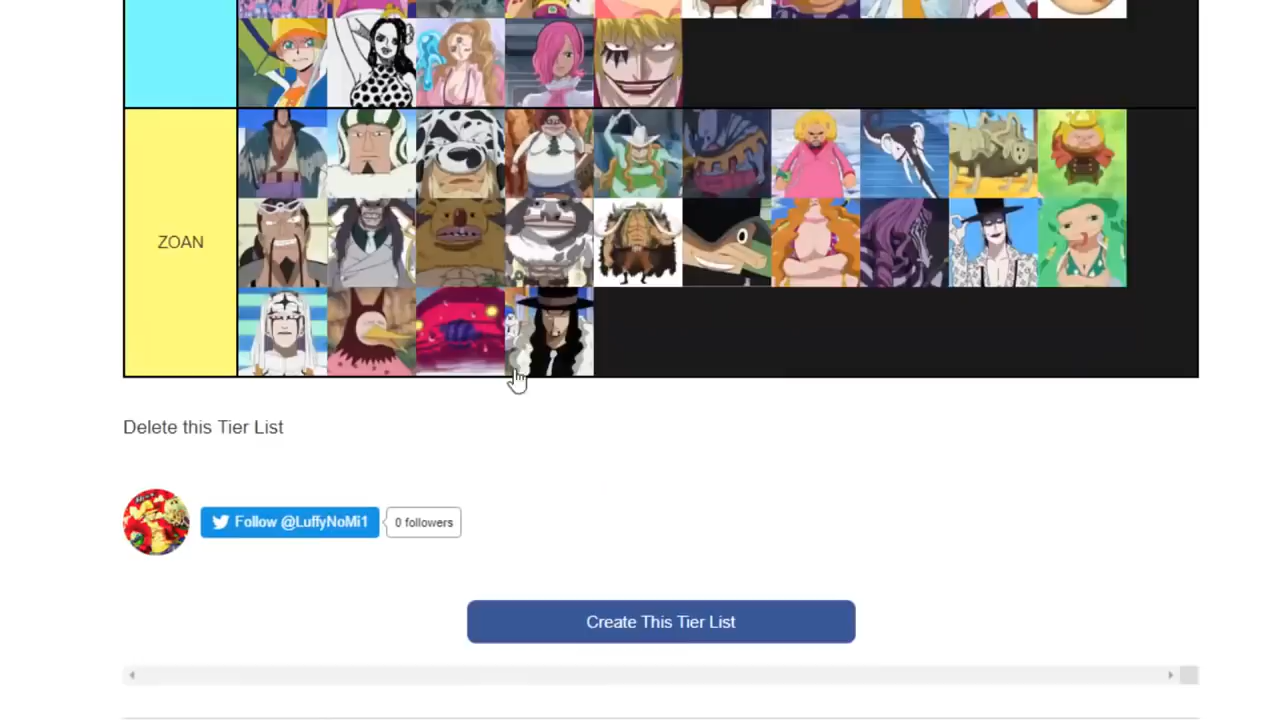 ZOAN
Delete this Tier List
Follow @LuffyNoMi1
0 followers
Create This Tier List